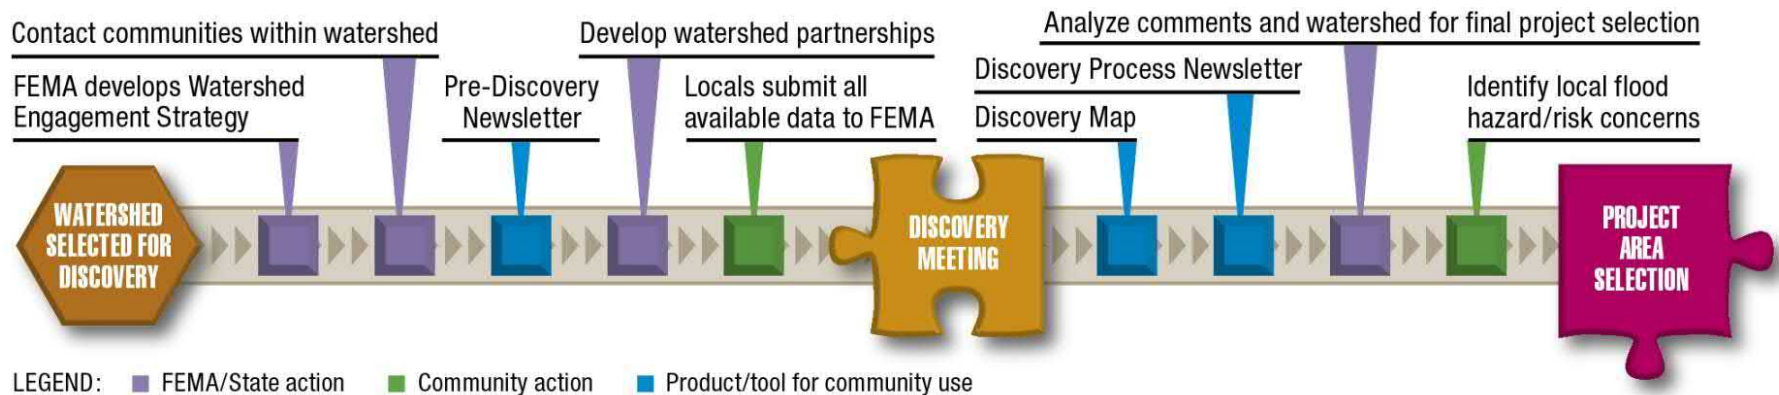 Contact communities within watershed
FEMA develops Watershed
Engagement Strategy
Pre-Discovery
Newsletter
Develop watershed partnerships
Locals submit all
available data to FEMA
Analyze comments and watershed for final project selection
Discovery Process Newsletter
Discovery Map
Identify local flood
hazard/risk concerns
WATERSHED
SELECTED FOR
DISCOVERY
DISCOVERY
MEETING
PROJECT
AREA
SELECTION
LEGEND: FEMA/State action Community action Product/tool for community use